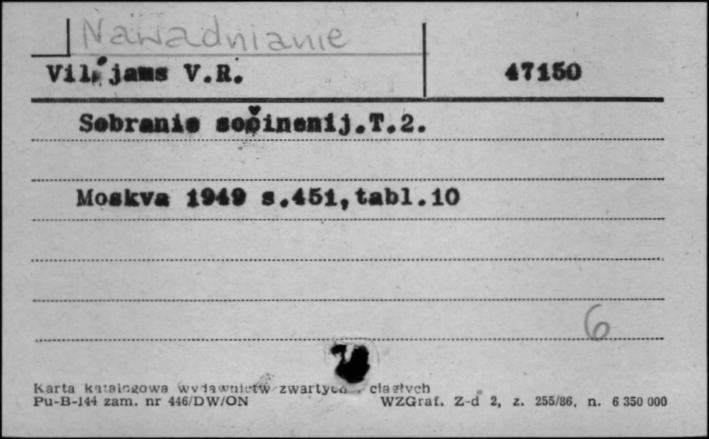 Nawadnianie
Vil'jams V.R. 47150
Sobranie sočinenij.T.2.
Moskva 1949 s.451,tabl.10
6
Karta katalogowa wydawnictw zwartych ciągłych
Pu-B-144 zam. nr 446/DW/ON WZGraf. Z-d 2, z. 255/86, n. 6 350 000